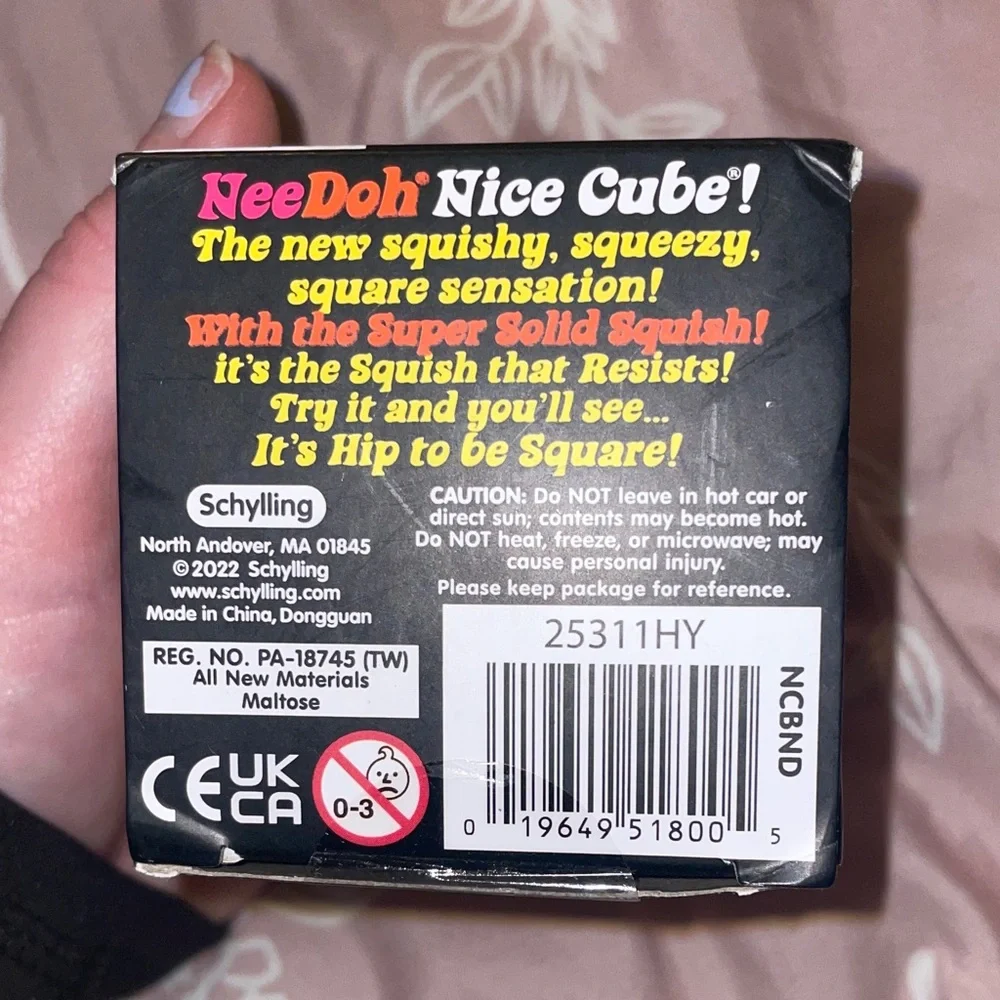 NeeDoh® Nice Cube®!
The new squishy, squeezy,
square sensation!
With the Super Solid Squish!
it's the Squish that Resists!
Try it and you'll see...
It's Hip to be Square!
Schylling
North Andover, MA 01845
©2022 Schylling
www.schylling.com
Made in China, Dongguan
REG. NO. PA-18745 (TW)
All New Materials
Maltose
CE UK
CA
0-3
CAUTION: Do NOT leave in hot car or
direct sun; contents may become hot.
Do NOT heat, freeze, or microwave; may
cause personal injury.
Please keep package for reference.
25311HY
NCBND
0 19649 51800 5